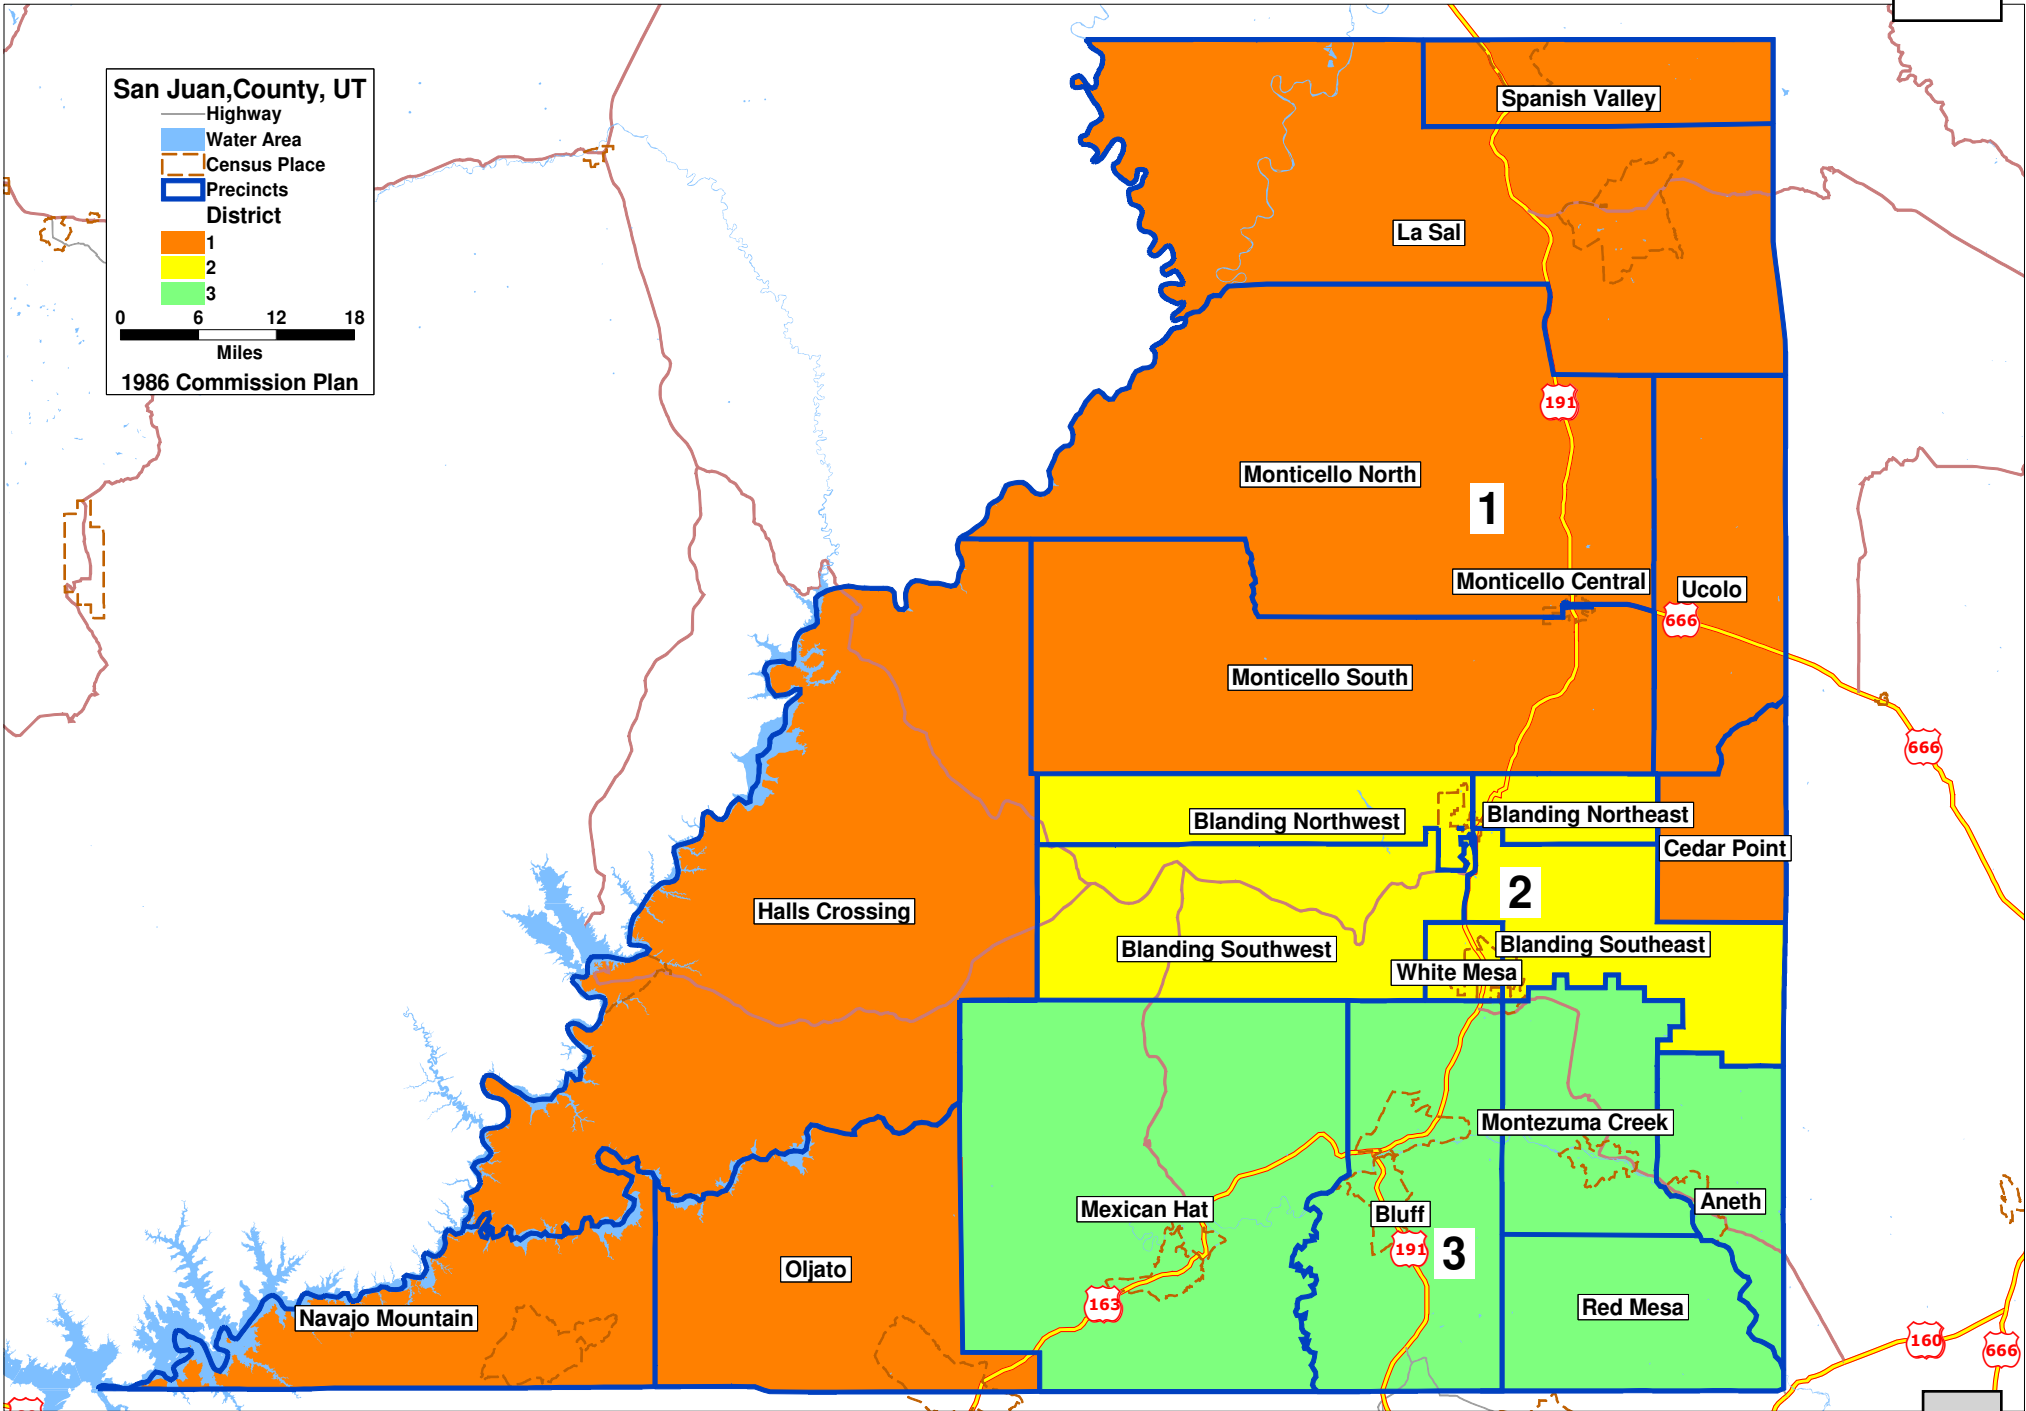 San Juan,County, UT
Highway
Water Area
Census Place
Precincts
District
1
2
3
0 6 12 18
Miles
1986 Commission Plan
Spanish Valley
La Sal
191
Monticello North
1
Monticello Central
Ucolo
666
Monticello South
666
Blanding Northwest
Blanding Northeast
Cedar Point
2
Halls Crossing
Blanding Southwest
Blanding Southeast
White Mesa
Montezuma Creek
Mexican Hat
Bluff
Aneth
191
3
Oljato
163
Red Mesa
Navajo Mountain
160
666